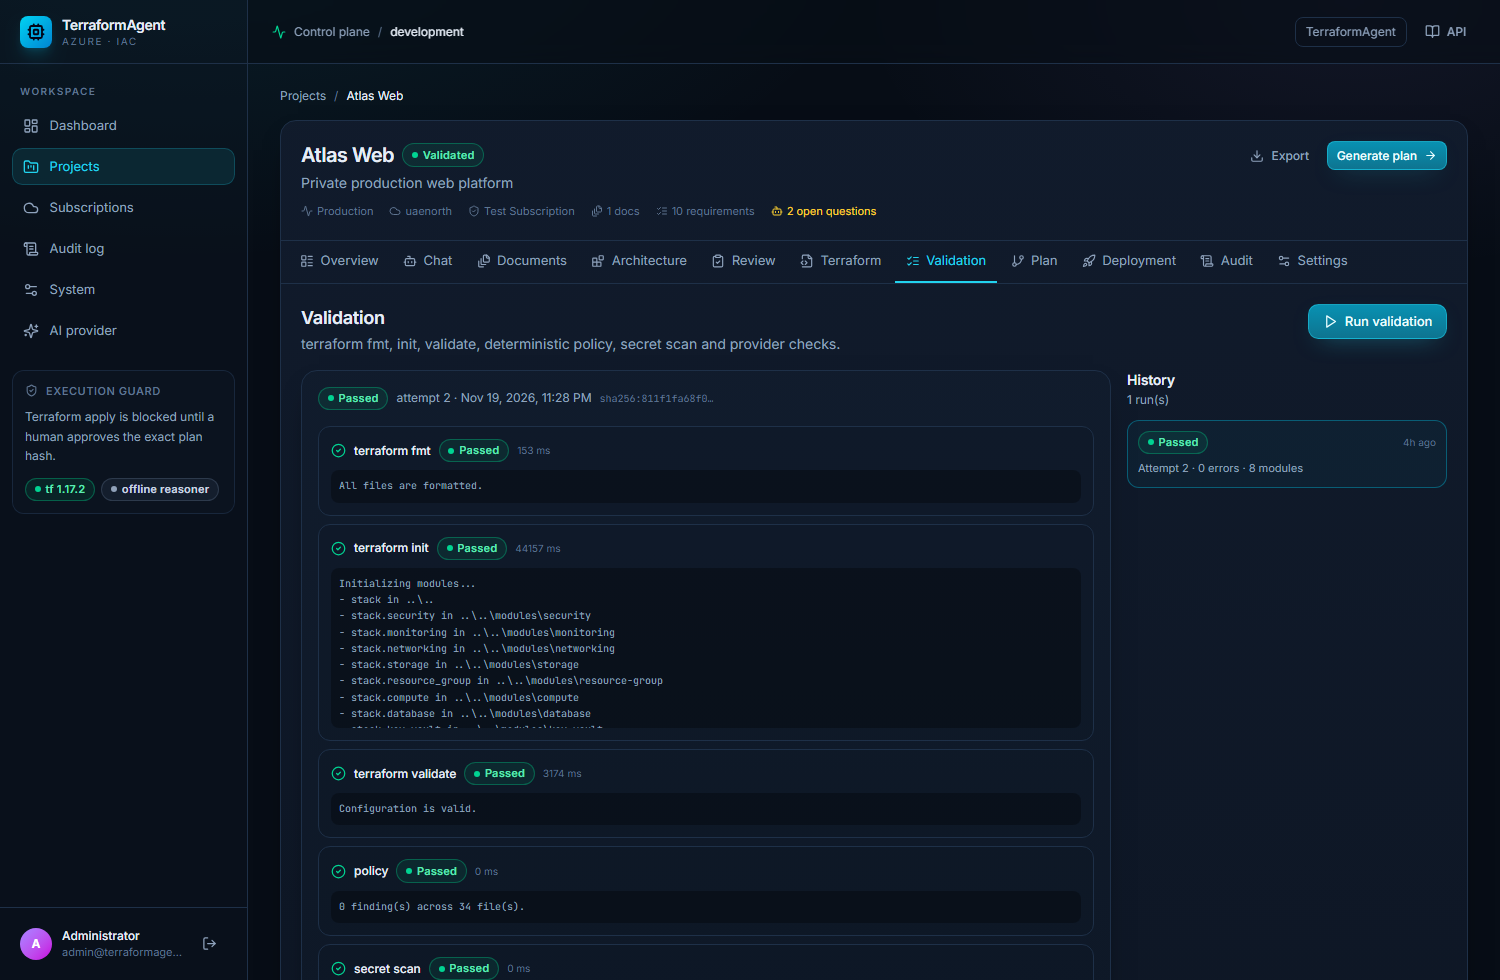 TerraformAgent
AZURE · IAC
Control plane / development
TerraformAgent
API
WORKSPACE
Dashboard
Projects
Subscriptions
Audit log
System
AI provider
EXECUTION GUARD
Terraform apply is blocked until a
human approves the exact plan
hash.
tf 1.17.2
offline reasoner
Administrator
admin@terraformage...
A
Projects / Atlas Web
Atlas Web
Validated
Export
Generate plan
Private production web platform
Production
uaenorth
Test Subscription
1 docs
10 requirements
2 open questions
Overview
Chat
Documents
Architecture
Review
Terraform
Validation
Plan
Deployment
Audit
Settings
Validation
terraform fmt, init, validate, deterministic policy, secret scan and provider checks.
Run validation
Passed
attempt 2 · Nov 19, 2026, 11:28 PM
sha256:811f1fa68f0…
terraform fmt
Passed
153 ms
All files are formatted.
terraform init
Passed
44157 ms
Initializing modules...
- stack in ..\..
- stack.security in ..\..\modules\security
- stack.monitoring in ..\..\modules\monitoring
- stack.networking in ..\..\modules\networking
- stack.storage in ..\..\modules\storage
- stack.resource_group in ..\..\modules\resource-group
- stack.compute in ..\..\modules\compute
- stack.database in ..\..\modules\database
terraform validate
Passed
3174 ms
Configuration is valid.
policy
Passed
0 ms
0 finding(s) across 34 file(s).
secret scan
Passed
0 ms
History
1 run(s)
Passed
4h ago
Attempt 2 · 0 errors · 8 modules